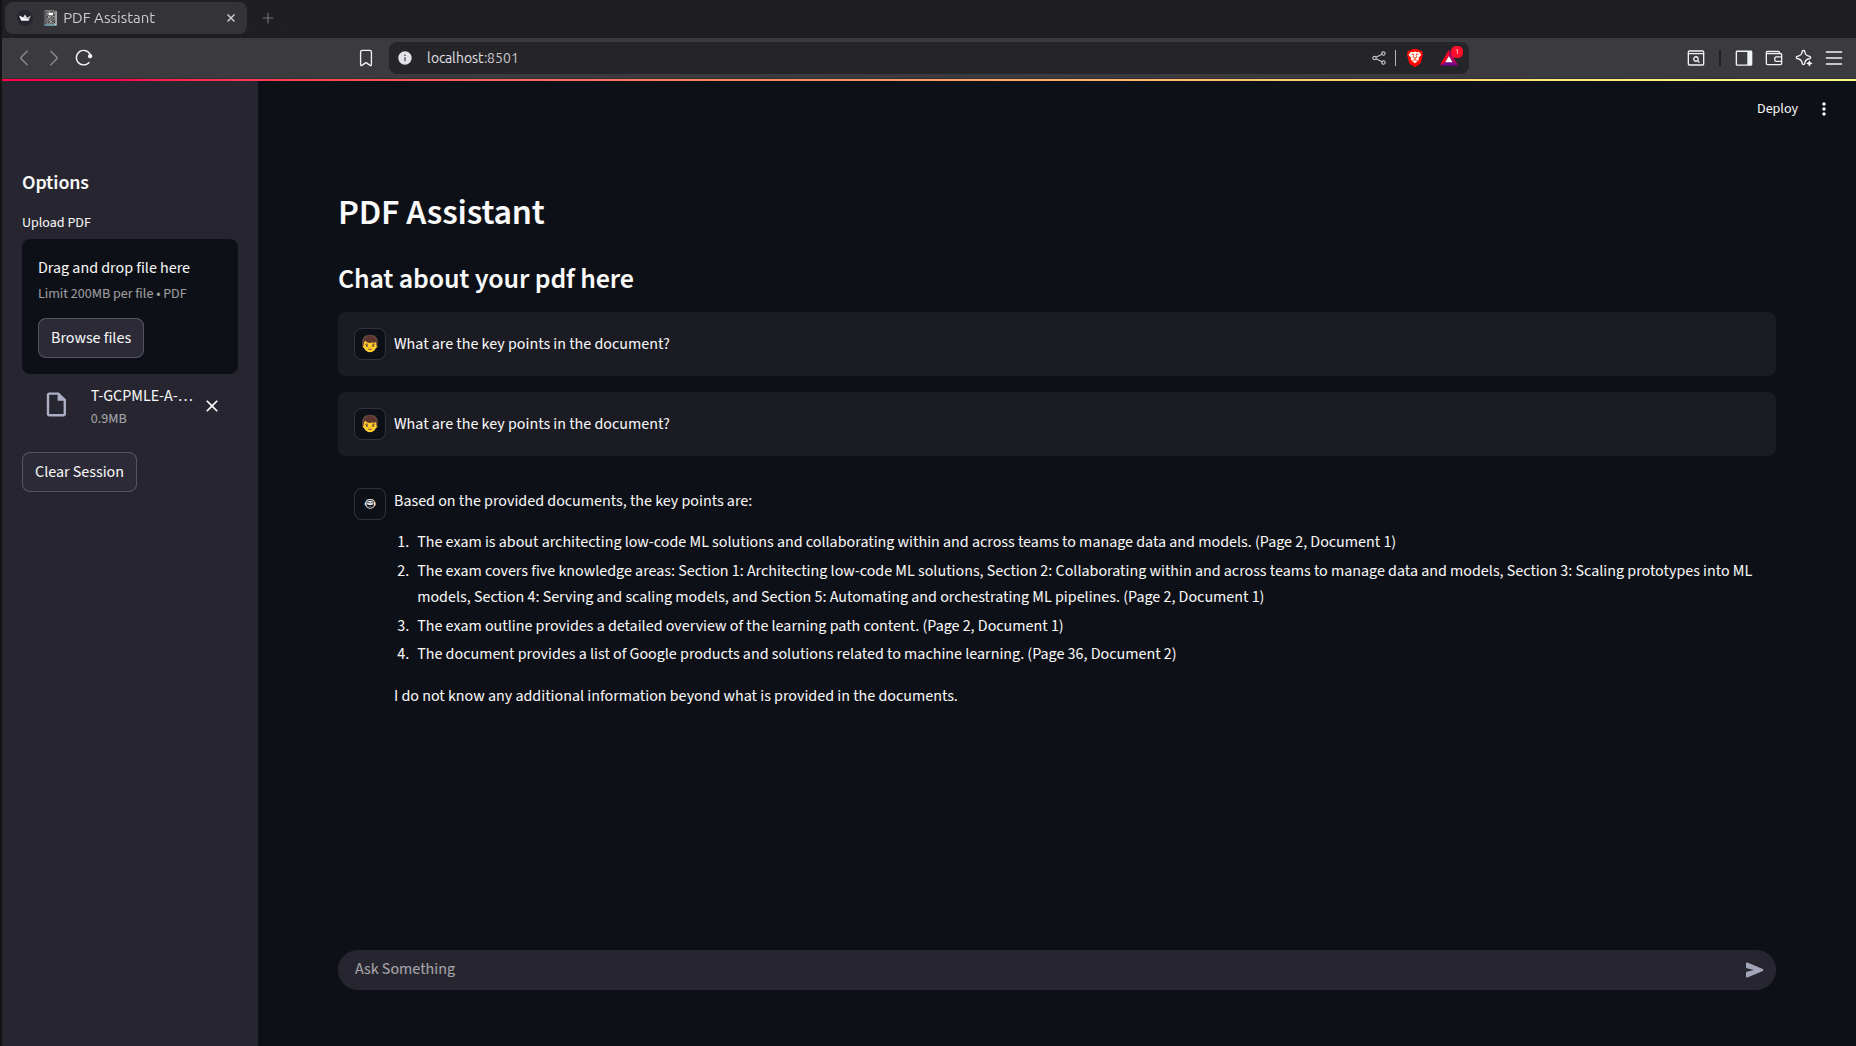 PDF Assistant
localhost:8501
1
Deploy
Options
Upload PDF
Drag and drop file here
Limit 200MB per file • PDF
Browse files
T-GCPMLE-A-...
0.9MB
Clear Session
PDF Assistant
Chat about your pdf here
What are the key points in the document?
What are the key points in the document?
Based on the provided documents, the key points are:
1. The exam is about architecting low-code ML solutions and collaborating within and across teams to manage data and models. (Page 2, Document 1)
2. The exam covers five knowledge areas: Section 1: Architecting low-code ML solutions, Section 2: Collaborating within and across teams to manage data and models, Section 3: Scaling prototypes into ML
models, Section 4: Serving and scaling models, and Section 5: Automating and orchestrating ML pipelines. (Page 2, Document 1)
3. The exam outline provides a detailed overview of the learning path content. (Page 2, Document 1)
4. The document provides a list of Google products and solutions related to machine learning. (Page 36, Document 2)
I do not know any additional information beyond what is provided in the documents.
Ask Something